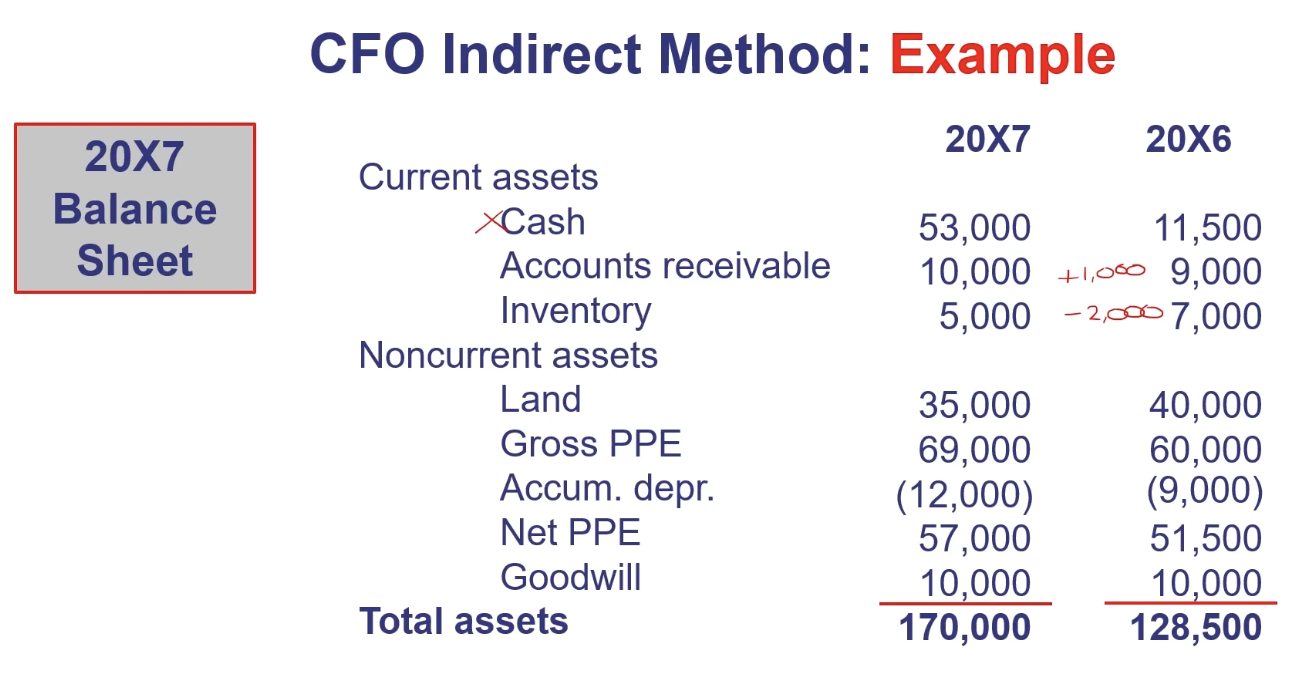 CFO Indirect Method: Example
20X7
Balance
Sheet
20X7 20X6
Current assets
Cash 53,000 11,500
Accounts receivable 10,000 +1,000 9,000
Inventory 5,000 -2,000 7,000
Noncurrent assets
Land 35,000 40,000
Gross PPE 69,000 60,000
Accum. depr. (12,000) (9,000)
Net PPE 57,000 51,500
Goodwill 10,000 10,000
Total assets 170,000 128,500